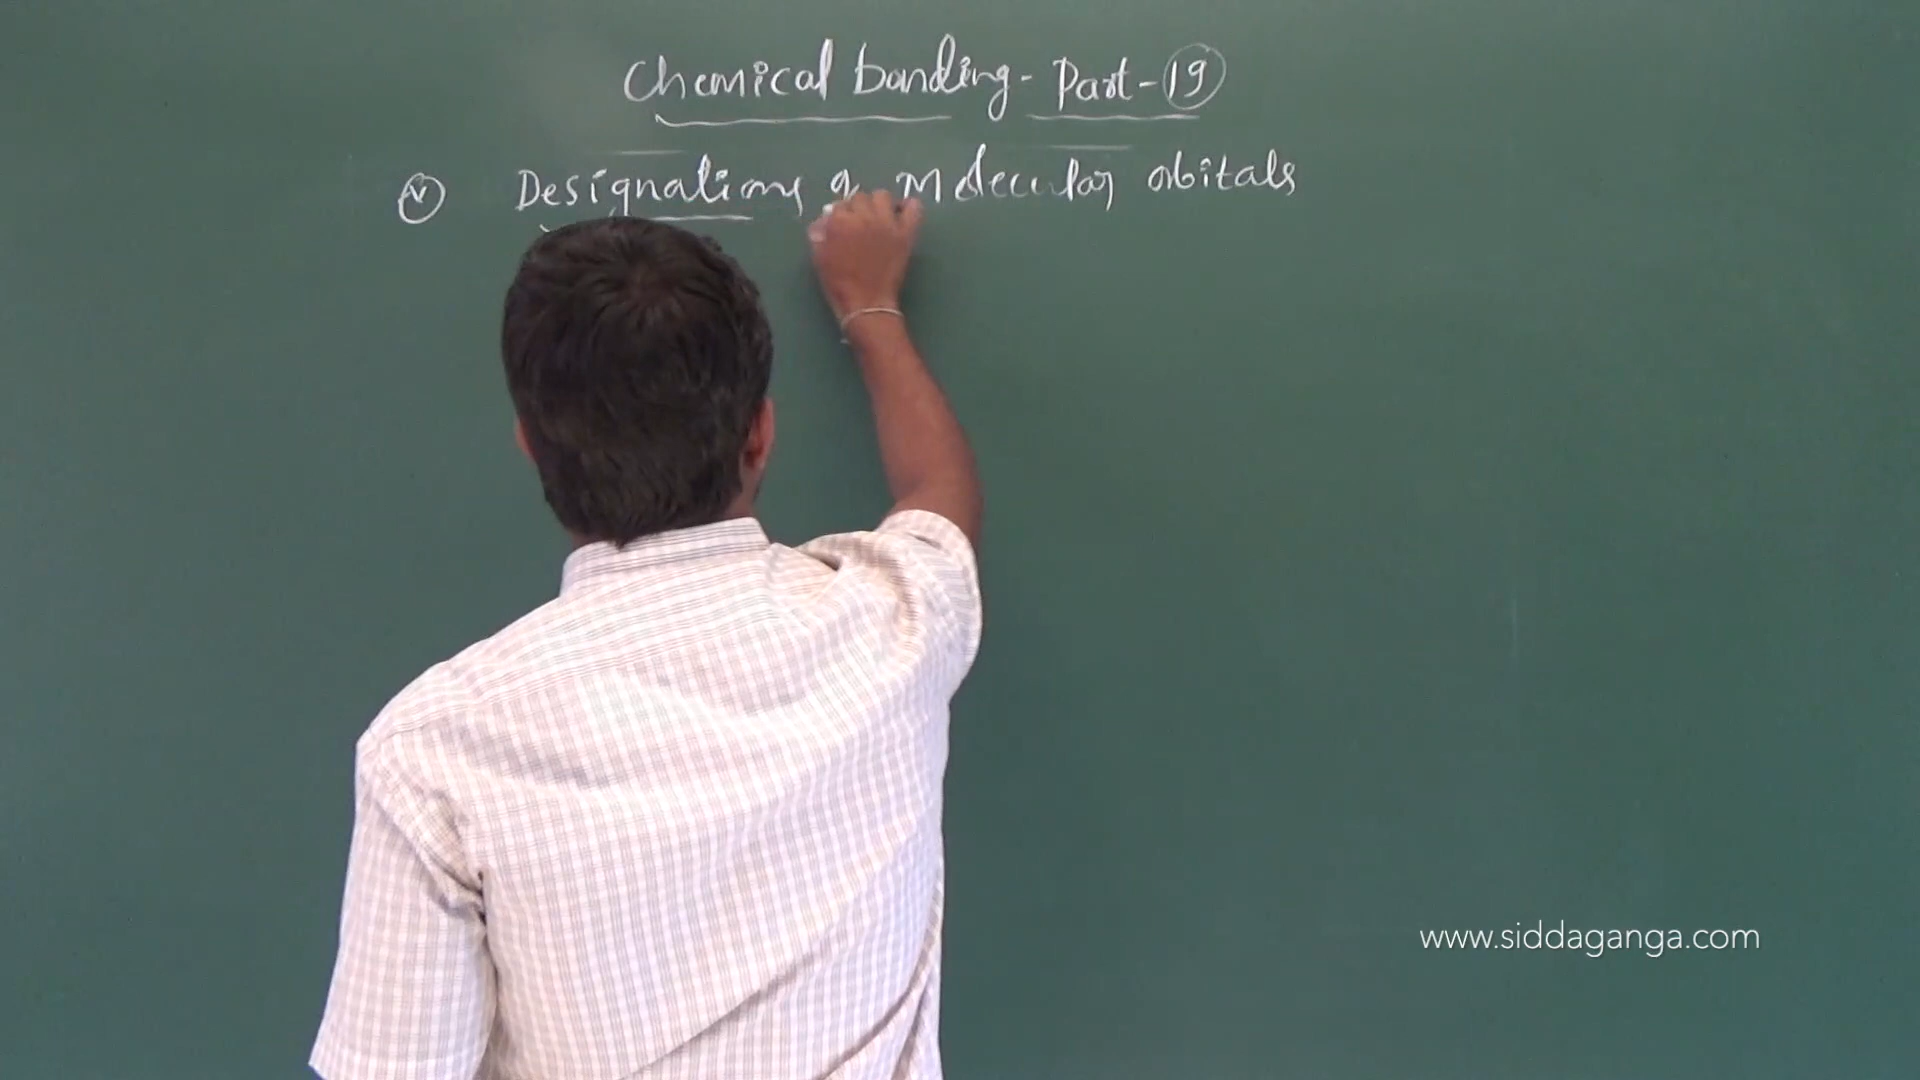 Chemical bonding - Part - 19
Designations of Molecular orbitals
www.siddaganga.com